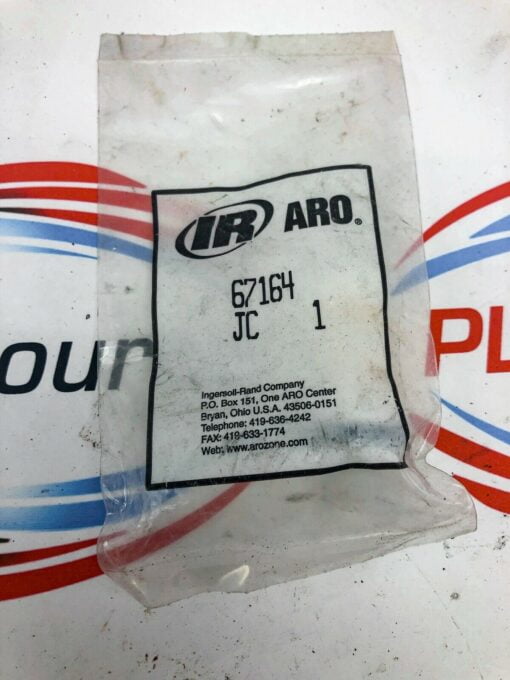 IR ARO®
67164
JC 1
our
PL
Ingersoll-Rand Company
P.O. Box 151, One ARO Center
Bryan, Ohio U.S.A. 43506-0151
Telephone: 419-636-4242
FAX: 419-633-1774
Web: www.arozone.com